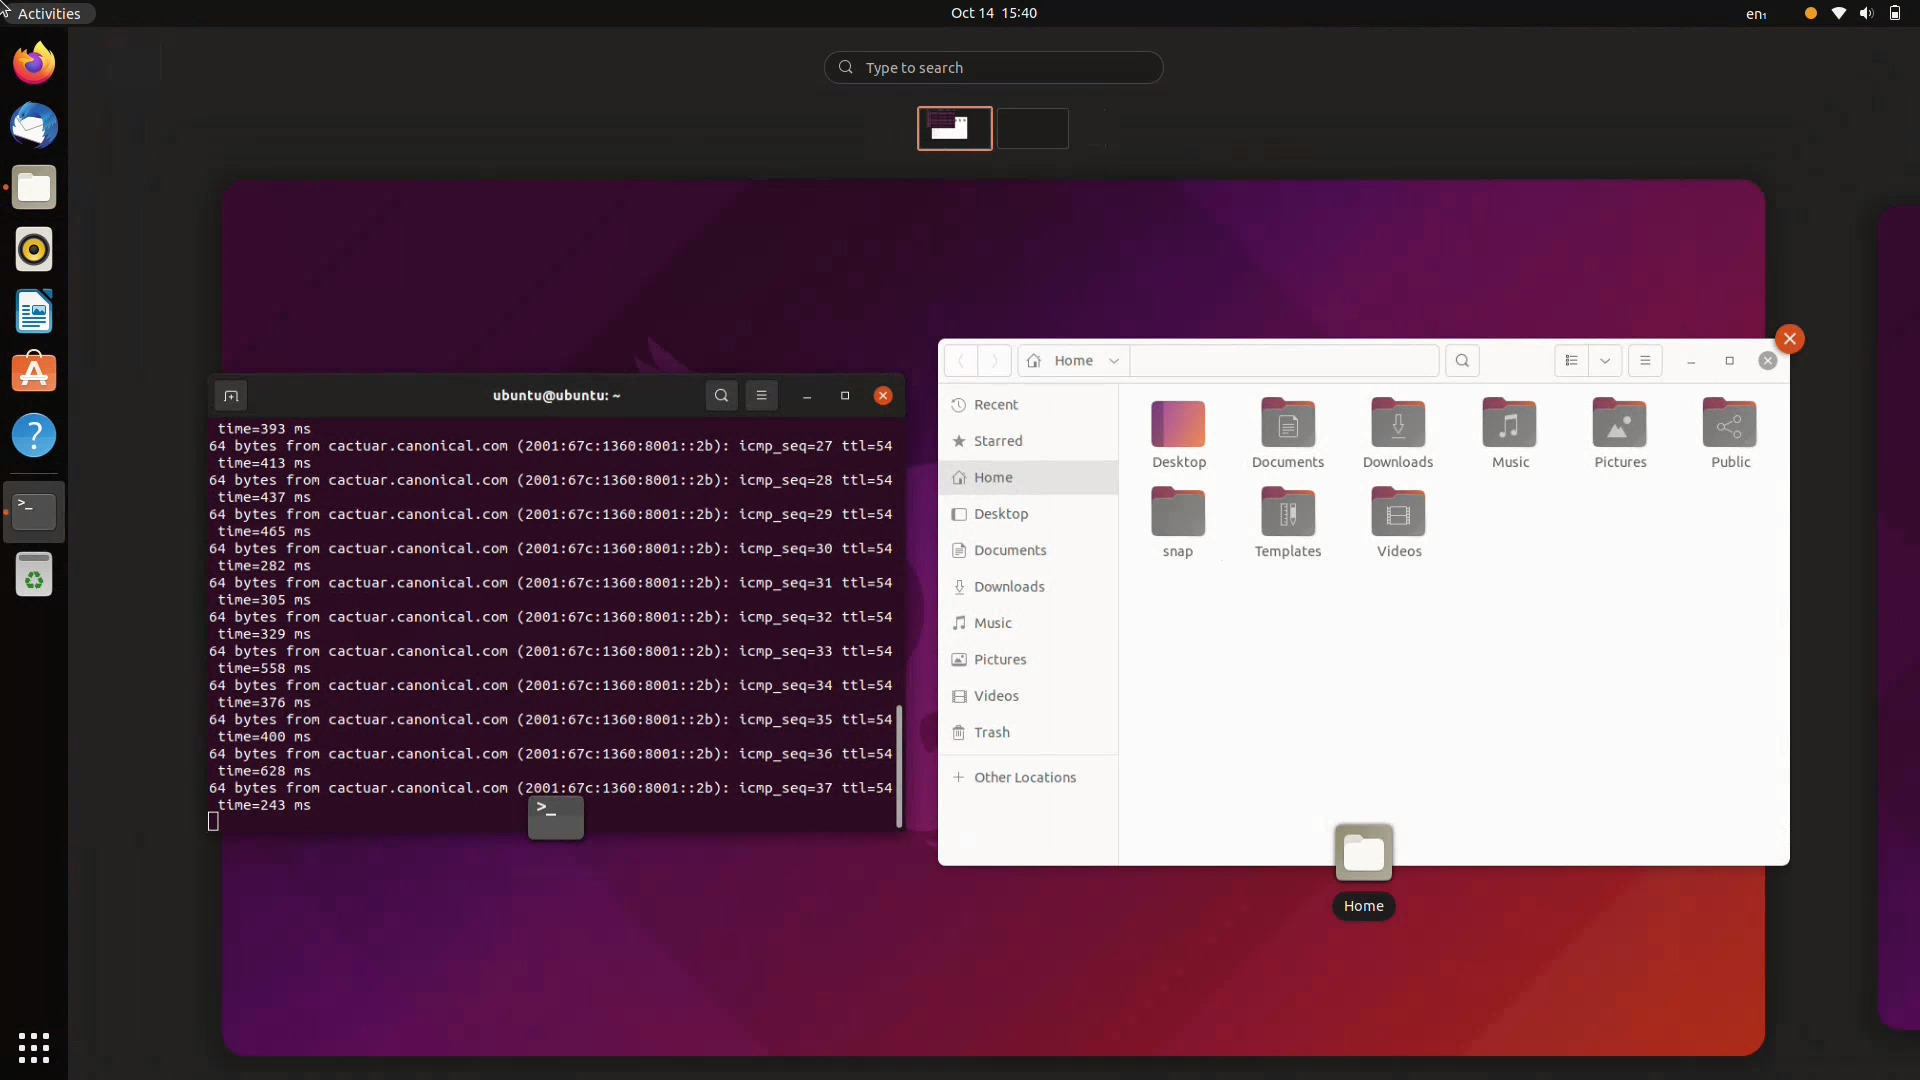 Activities
Oct 14 15:40
en₁
Type to search
ubuntu@ubuntu: ~
time=393 ms
64 bytes from cactuar.canonical.com (2001:67c:1360:8001::2b): icmp_seq=27 ttl=54
time=413 ms
64 bytes from cactuar.canonical.com (2001:67c:1360:8001::2b): icmp_seq=28 ttl=54
time=437 ms
64 bytes from cactuar.canonical.com (2001:67c:1360:8001::2b): icmp_seq=29 ttl=54
time=465 ms
64 bytes from cactuar.canonical.com (2001:67c:1360:8001::2b): icmp_seq=30 ttl=54
time=282 ms
64 bytes from cactuar.canonical.com (2001:67c:1360:8001::2b): icmp_seq=31 ttl=54
time=305 ms
64 bytes from cactuar.canonical.com (2001:67c:1360:8001::2b): icmp_seq=32 ttl=54
time=329 ms
64 bytes from cactuar.canonical.com (2001:67c:1360:8001::2b): icmp_seq=33 ttl=54
time=558 ms
64 bytes from cactuar.canonical.com (2001:67c:1360:8001::2b): icmp_seq=34 ttl=54
time=376 ms
64 bytes from cactuar.canonical.com (2001:67c:1360:8001::2b): icmp_seq=35 ttl=54
time=400 ms
64 bytes from cactuar.canonical.com (2001:67c:1360:8001::2b): icmp_seq=36 ttl=54
time=628 ms
64 bytes from cactuar.canonical.com (2001:67c:1360:8001::2b): icmp_seq=37 ttl=54
time=243 ms
Home
Recent
Starred
Home
Desktop
Documents
Downloads
Music
Pictures
Videos
Trash
Other Locations
Desktop
Documents
Downloads
Music
Pictures
Public
snap
Templates
Videos
Home